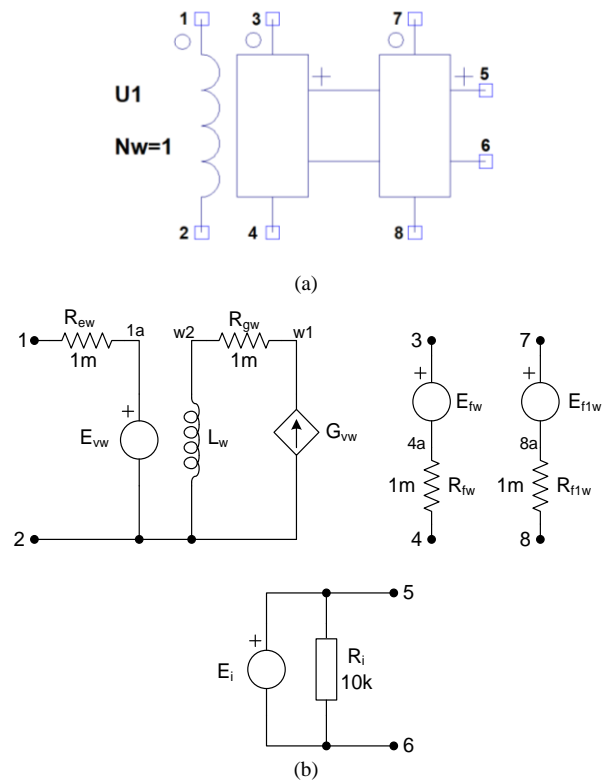 1 3 7
U1
Nw=1
+ + 5
6
2 4 8
(a)
1 Rew 1m 1a w2 Rgw 1m w1
+ Evw Lw Gvw
2
3 7
+ Efw + Ef1w
4a 8a
1m Rfw 1m Rf1w
4 8
5
+ Ei Ri 10k
6
(b)